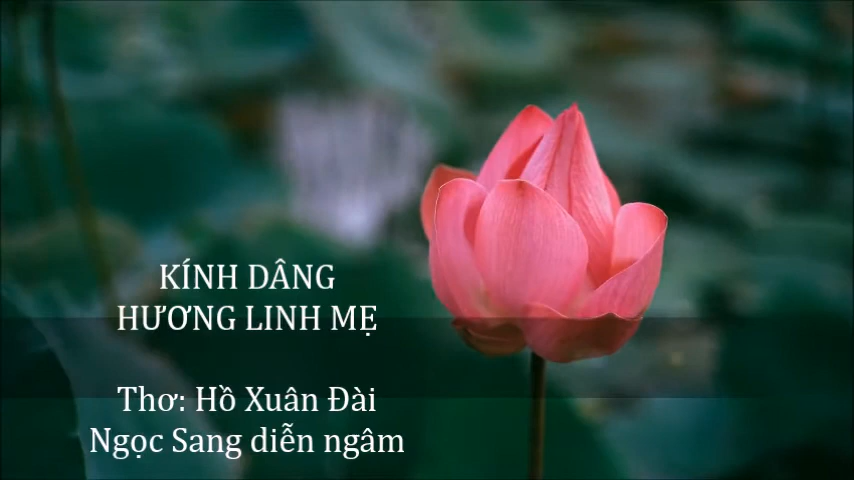 KÍNH DÂNG
HƯƠNG LINH MẸ
Thơ: Hồ Xuân Đài
Ngọc Sang diễn ngâm